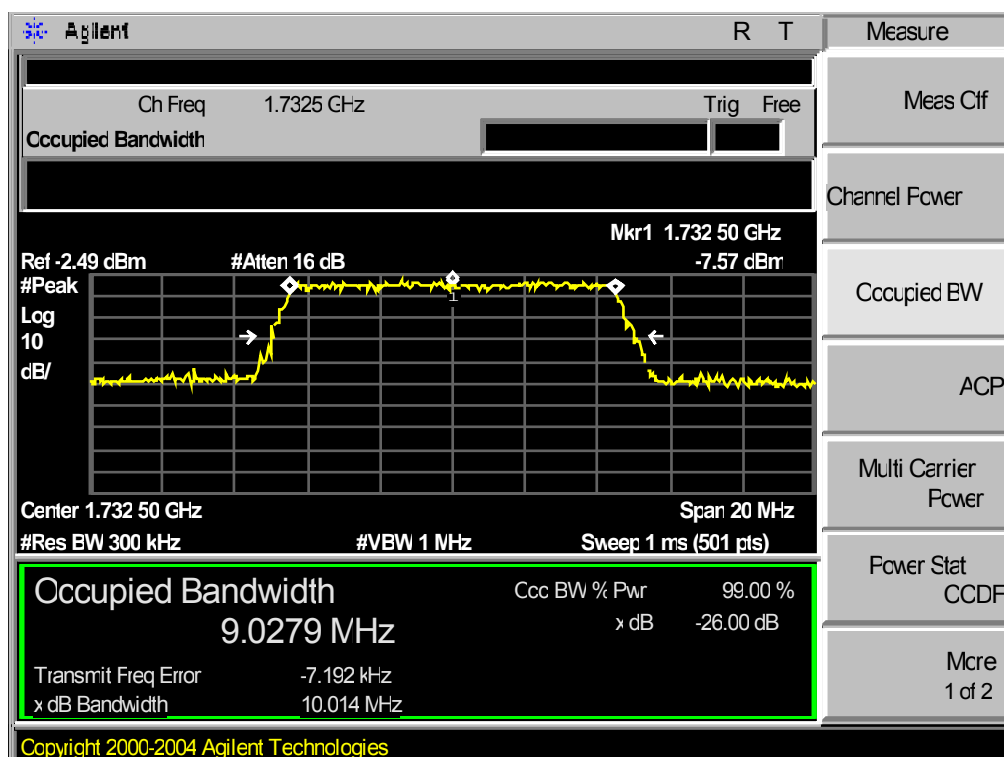 Agilent R T
Measure
Ch Freq 1.7325 GHz Trig Free
Occupied Bandwidth
Meas Off
Channel Power
Occupied BW
ACP
Multi Carrier
Power
Power Stat
CCDF
More
1 of 2
Mkr1 1.732 50 GHz
Ref -2.49 dBm #Atten 16 dB -7.57 dBm
#Peak
Log
10
dB/
1
Center 1.732 50 GHz Span 20 MHz
#Res BW 300 kHz #VBW 1 MHz Sweep 1 ms (501 pts)
Occupied Bandwidth
9.0279 MHz
Occ BW % Pwr 99.00 %
x dB -26.00 dB
Transmit Freq Error -7.192 kHz
x dB Bandwidth 10.014 MHz
Copyright 2000-2004 Agilent Technologies